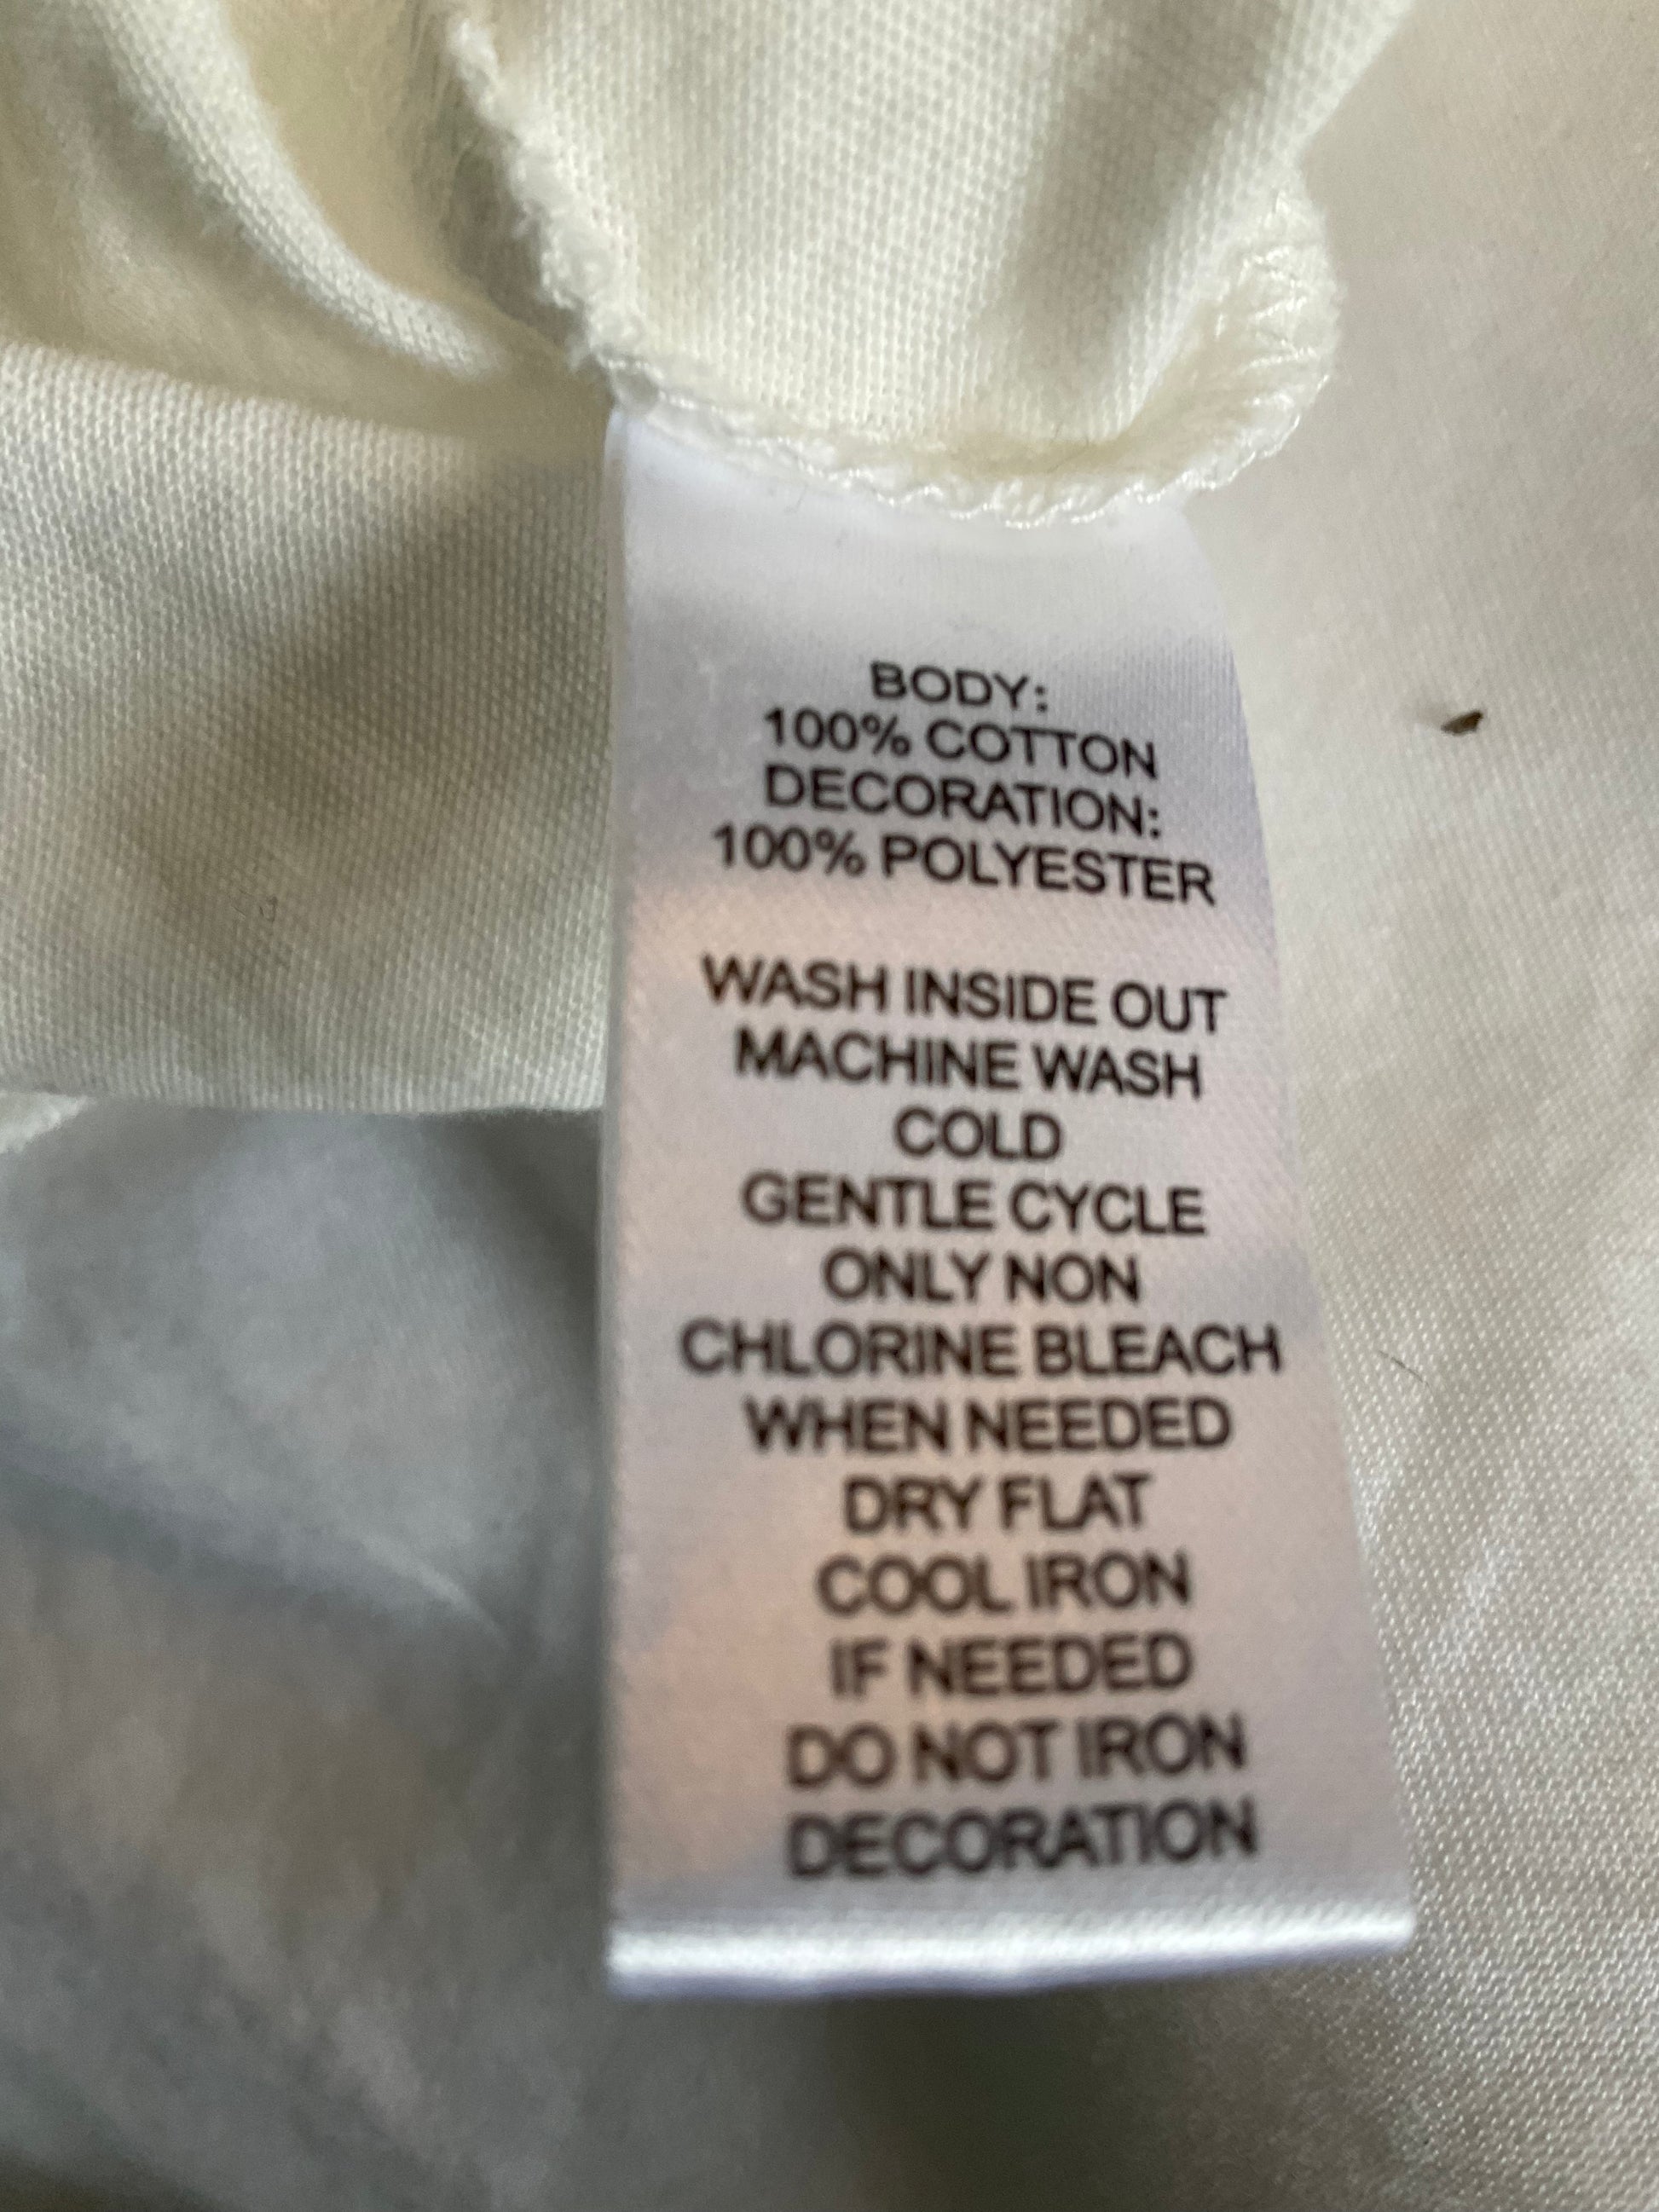 BODY:
100% COTTON
DECORATION:
100% POLYESTER
WASH INSIDE OUT
MACHINE WASH
COLD
GENTLE CYCLE
ONLY NON
CHLORINE BLEACH
WHEN NEEDED
DRY FLAT
COOL IRON
IF NEEDED
DO NOT IRON
DECORATION